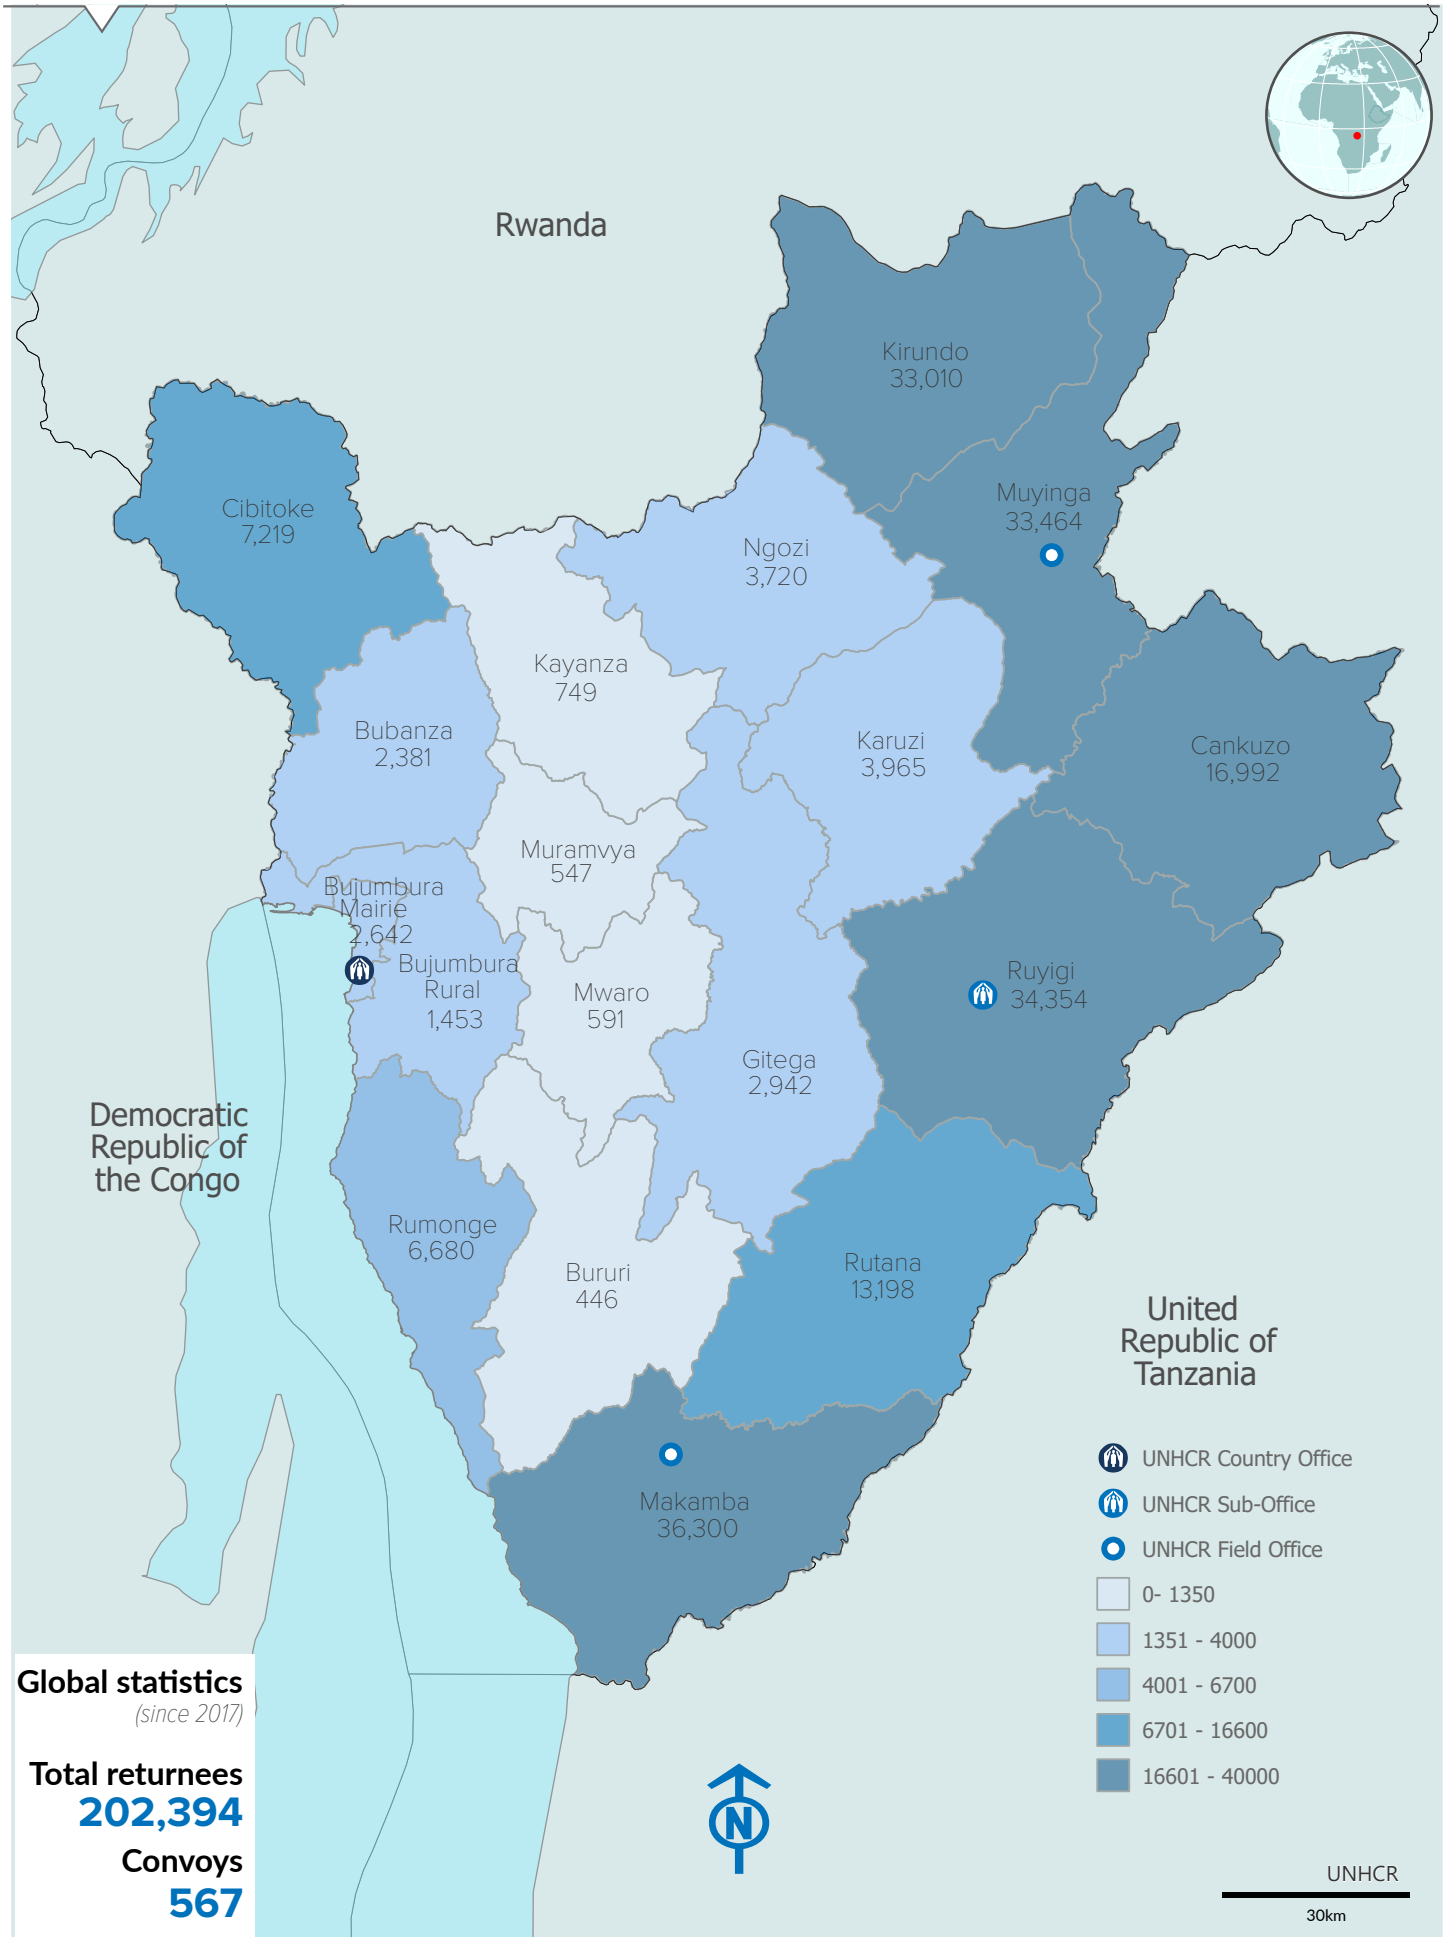 Rwanda
Kirundo
33,010
Cibitoke
7,219
Muyinga
33,464
Ngozi
3,720
Kayanza
749
Bubanza
2,381
Karuzi
3,965
Cankuzo
16,992
Muramvya
547
Bujumbura
Mairie
2,642
Bujumbura
Rural
1,453
Mwaro
591
Ruyigi
34,354
Gitega
2,942
Democratic
Republic of
the Congo
Rumonge
6,680
Bururi
446
Rutana
13,198
United
Republic of
Tanzania
Makamba
36,300
UNHCR Country Office
UNHCR Sub-Office
UNHCR Field Office
0- 1350
1351 - 4000
4001 - 6700
6701 - 16600
16601 - 40000
Global statistics
(since 2017)
Total returnees
202,394
Convoys
567
N
UNHCR
30km